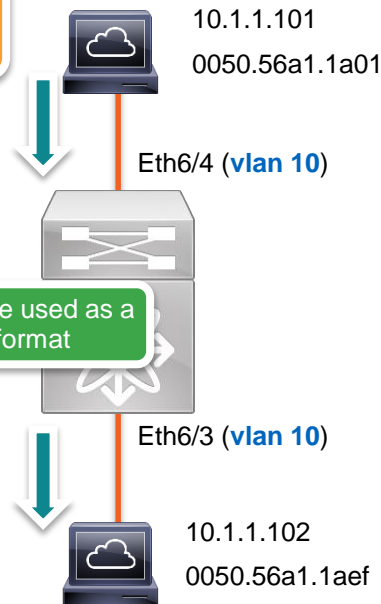 10.1.1.101
0050.56a1.1a01
Eth6/4 (vlan 10)
e used as a
format
Eth6/3 (vlan 10)
10.1.1.102
0050.56a1.1aef